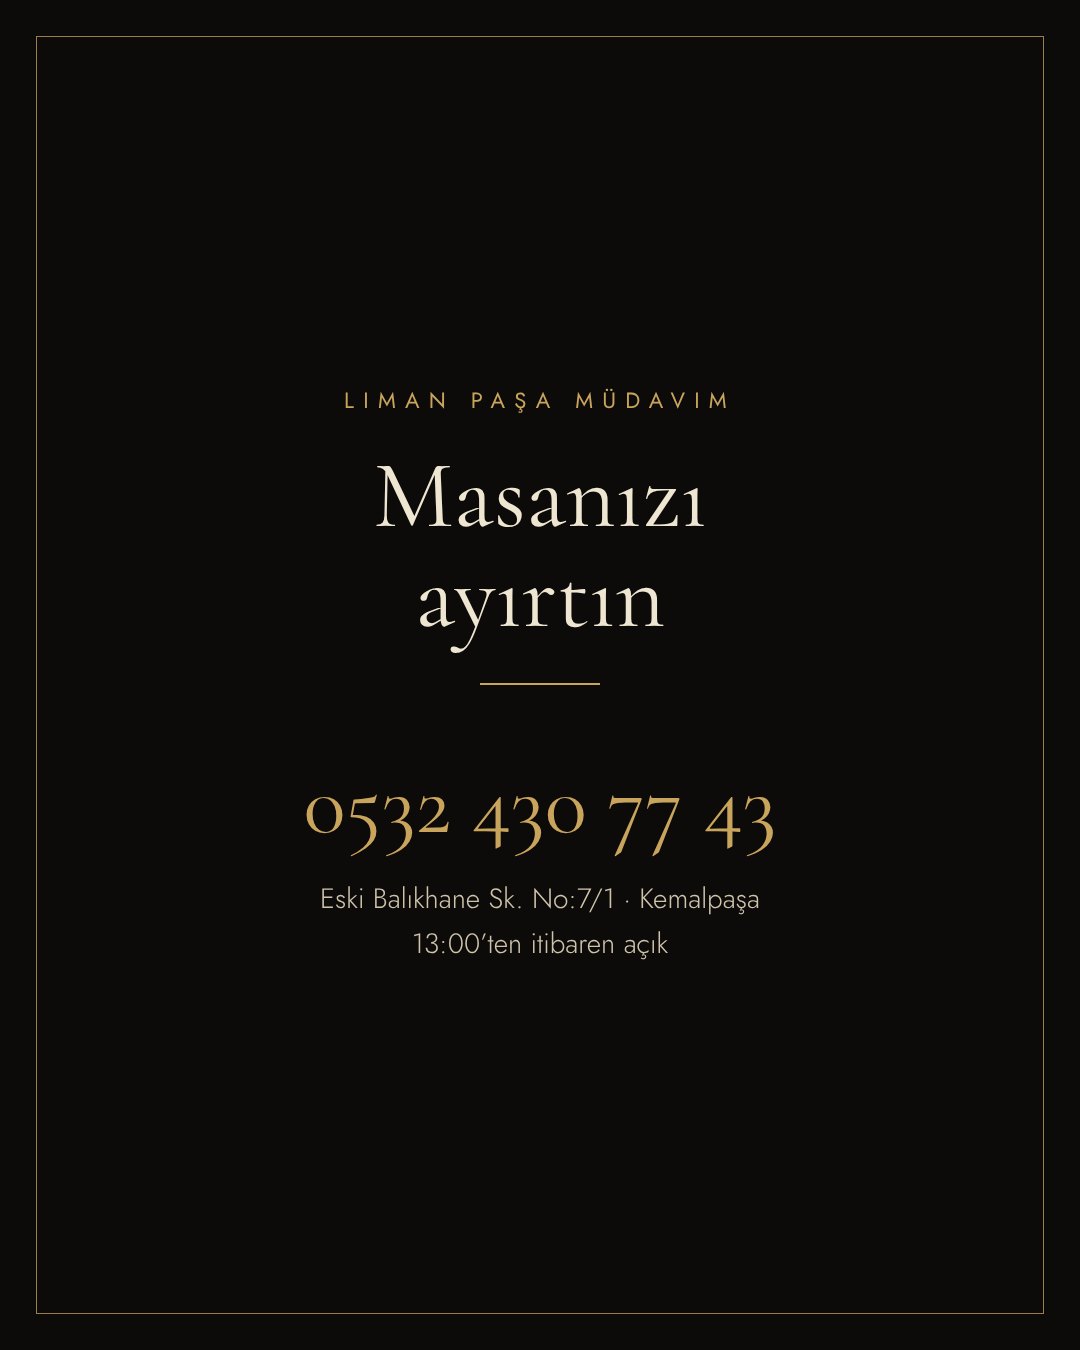 LIMAN PAŞA MÜDAVIM
Masanızı
ayırtın
0532 430 77 43
Eski Balıkhane Sk. No:7/1 · Kemalpaşa
13:00’ten itibaren açık